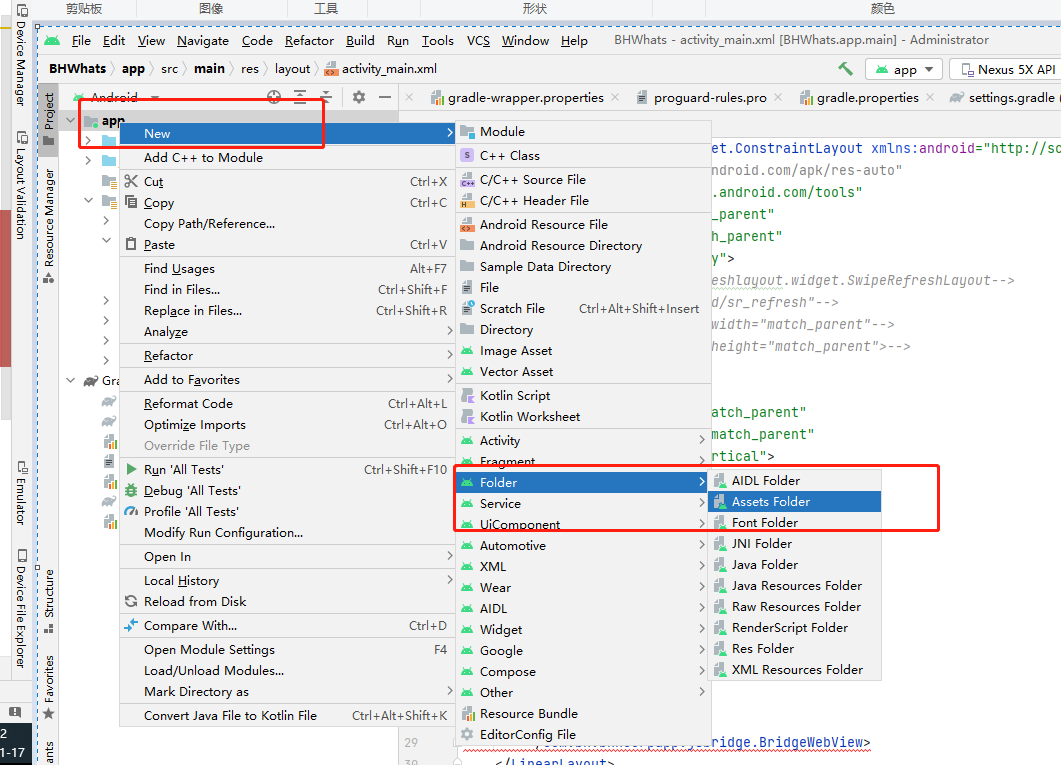 剪贴板 图像 工具 形状 颜色
File Edit View Navigate Code Refactor Build Run Tools VCS Window Help BHWhats - activity_main.xml [BHWhats.app.main] - Administrator
BHWhats app src main res layout activity_main.xml app Nexus 5X API
Android gradle-wrapper.properties proguard-rules.pro gradle.properties settings.gradle
Device Manager
Layout Validation
Emulator
Device File Explorer
Project
Resource Manager
Structure
Favorites
ants
2
1-17
app
Gra
New
Add C++ to Module
Cut Ctrl+X
Copy Ctrl+C
Copy Path/Reference...
Paste Ctrl+V
Find Usages Alt+F7
Find in Files... Ctrl+Shift+F
Replace in Files... Ctrl+Shift+R
Analyze
Refactor
Add to Favorites
Reformat Code Ctrl+Alt+L
Optimize Imports Ctrl+Alt+O
Override File Type
Run 'All Tests' Ctrl+Shift+F10
Debug 'All Tests'
Profile 'All Tests'
Modify Run Configuration...
Open In
Local History
Reload from Disk
Compare With... Ctrl+D
Open Module Settings F4
Load/Unload Modules...
Mark Directory as
Convert Java File to Kotlin File Ctrl+Alt+Shift+K
Module
C++ Class
C/C++ Source File
C/C++ Header File
Android Resource File
Android Resource Directory
Sample Data Directory
File
Scratch File Ctrl+Alt+Shift+Insert
Directory
Image Asset
Vector Asset
Kotlin Script
Kotlin Worksheet
Activity
Fragment
Folder
Service
UiComponent
Automotive
XML
Wear
AIDL
Widget
Google
Compose
Other
Resource Bundle
EditorConfig File
AIDL Folder
Assets Folder
Font Folder
JNI Folder
Java Folder
Java Resources Folder
Raw Resources Folder
RenderScript Folder
Res Folder
XML Resources Folder
et.ConstraintLayout xmlns:android="http://sc
ndroid.com/apk/res-auto"
.android.com/tools"
_parent"
h_parent"
y">
eshlayout.widget.SwipeRefreshLayout-->
d/sr_refresh"-->
width="match_parent"-->
height="match_parent">-->
atch_parent"
match_parent"
rtical">
29 bridge.BridgeWebView>
30 </LinearLayout>